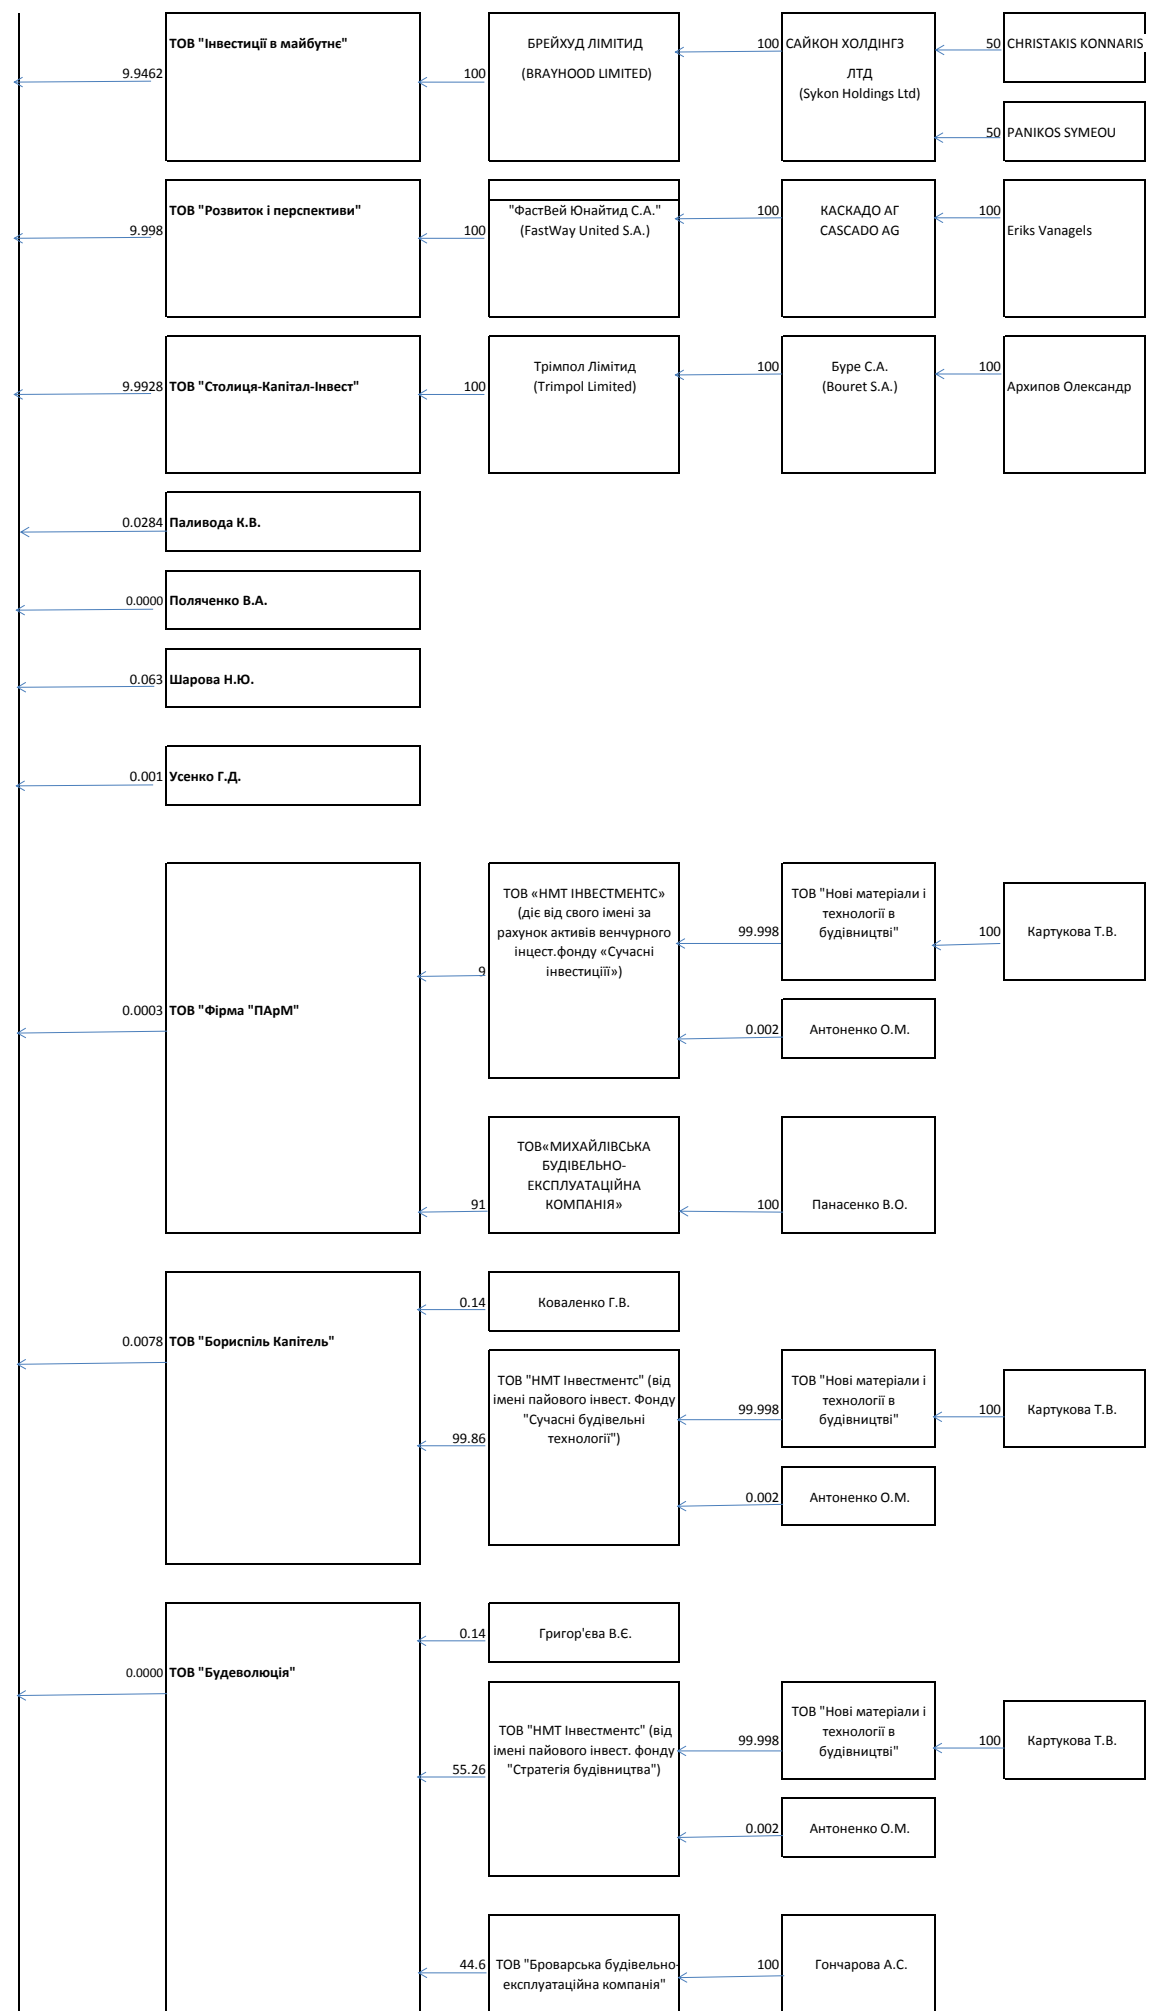 ТОВ "Інвестиції в майбутнє"
9.9462
100
БРЕЙХУД ЛІМІТИД
(BRAYHOOD LIMITED)
100
САЙКОН ХОЛДІНГЗ
ЛТД
(Sykon Holdings Ltd)
50
CHRISTAKIS KONNARIS
50
PANIKOS SYMEOU
ТОВ "Розвиток і перспективи"
9.998
100
"ФастВей Юнайтид С.А."
(FastWay United S.A.)
100
КАСКАДО АГ
CASCADO AG
100
Eriks Vanagels
9.9928
ТОВ "Столиця-Капітал-Інвест"
100
Трімпол Лімітид
(Trimpol Limited)
100
Буре С.А.
(Bouret S.A.)
100
Архипов Олександр
0.0284
Паливода К.В.
0.0000
Поляченко В.А.
0.063
Шарова Н.Ю.
0.001
Усенко Г.Д.
0.0003
ТОВ "Фірма "ПАрМ"
9
ТОВ «НМТ ІНВЕСТМЕНТС»
(діє від свого імені за
рахунок активів венчурного
інцест.фонду «Сучасні
інвестиціїї»)
99.998
ТОВ "Нові матеріали і
технології в
будівництві"
100
Картукова Т.В.
0.002
Антоненко О.М.
91
ТОВ«МИХАЙЛІВСЬКА
БУДІВЕЛЬНО-
ЕКСПЛУАТАЦІЙНА
КОМПАНІЯ»
100
Панасенко В.О.
0.0078
ТОВ "Бориспіль Капітель"
0.14
Коваленко Г.В.
99.86
ТОВ "НМТ Інвестментс" (від
імені пайового інвест. Фонду
"Сучасні будівельні
технології")
99.998
ТОВ "Нові матеріали і
технології в
будівництві"
100
Картукова Т.В.
0.002
Антоненко О.М.
0.0000
ТОВ "Будеволюція"
0.14
Григор'єва В.Є.
55.26
ТОВ "НМТ Інвестментс" (від
імені пайового інвест. фонду
"Стратегія будівництва")
99.998
ТОВ "Нові матеріали і
технології в
будівництві"
100
Картукова Т.В.
0.002
Антоненко О.М.
44.6
ТОВ "Броварська будівельно-
експлуатаційна компанія"
100
Гончарова А.С.